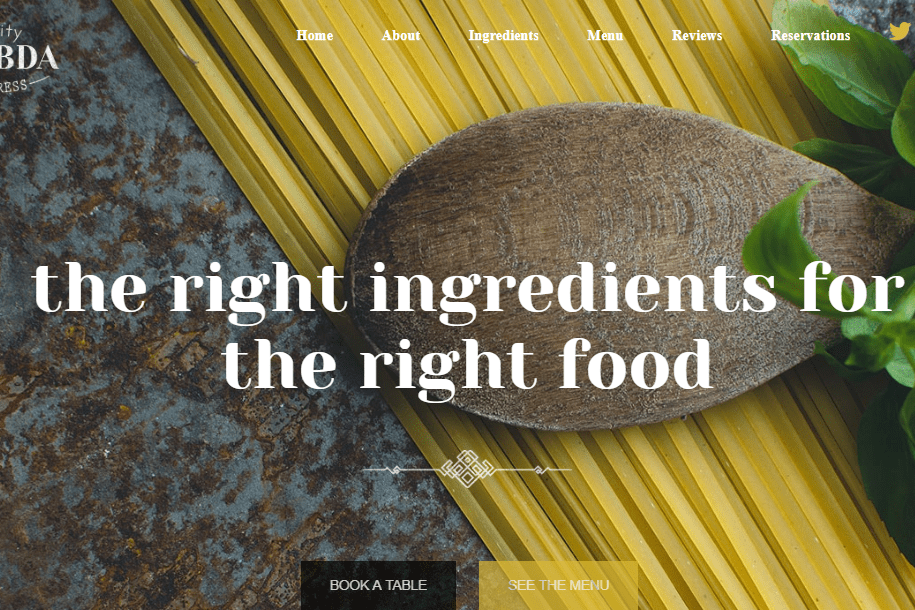 ity
BDA
RESS
Home About Ingredients Menu Reviews Reservations
the right ingredients for
the right food
BOOK A TABLE SEE THE MENU